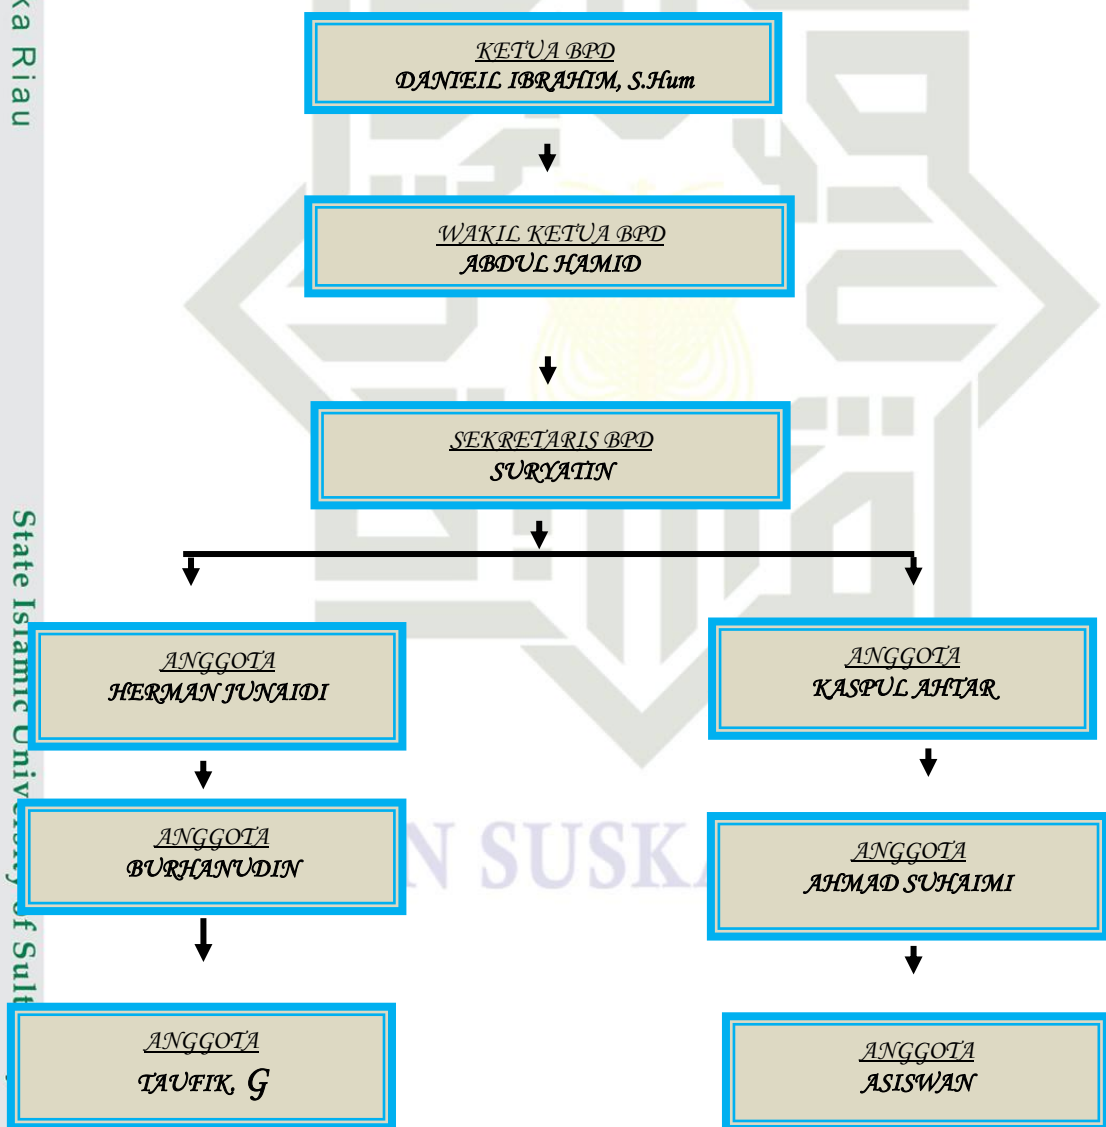 ka Riau
KETUA BPD
DANIEIL IBRAHIM, S.Hum
WAKIL KETUA BPD
ABDUL HAMID
SEKRETARIS BPD
SURYATIN
State Islamic University of Sult
ANGGOTA
HERMAN JUNAIDI
ANGGOTA
KASPUL AHTAR
ANGGOTA
BURHANUDIN
N SUSKA
ANGGOTA
AHMAD SUHAIMI
ANGGOTA
TAUFIK, G
ANGGOTA
ASISWAN